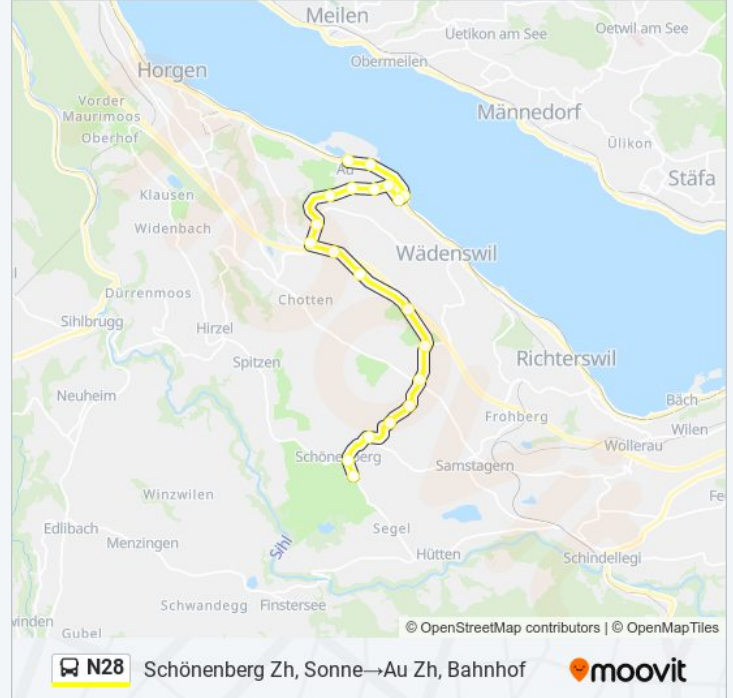 Meilen
Uetikon am See
Oetwil am See
Obermeilen
Horgen
Vorder
Maurimoos
Oberhof
Männedorf
Ülikon
Au
Stäfa
Klausen
Widenbach
Wädenswil
Dürrenmoos
Chotten
Sihlbrugg
Hirzel
Spitzen
Richterswil
Neuheim
Bäch
Frohberg
Wilen
Wollerau
Schönenberg
Samstagern
Winzwilen
Fe
Edlibach
Menzingen
Sihl
Segel
Hütten
Schindellegi
Schwandegg
Finstersee
winden
Gubel
© OpenStreetMap contributors | © OpenMapTiles
N28 Schönenberg Zh, Sonne→Au Zh, Bahnhof
moovit